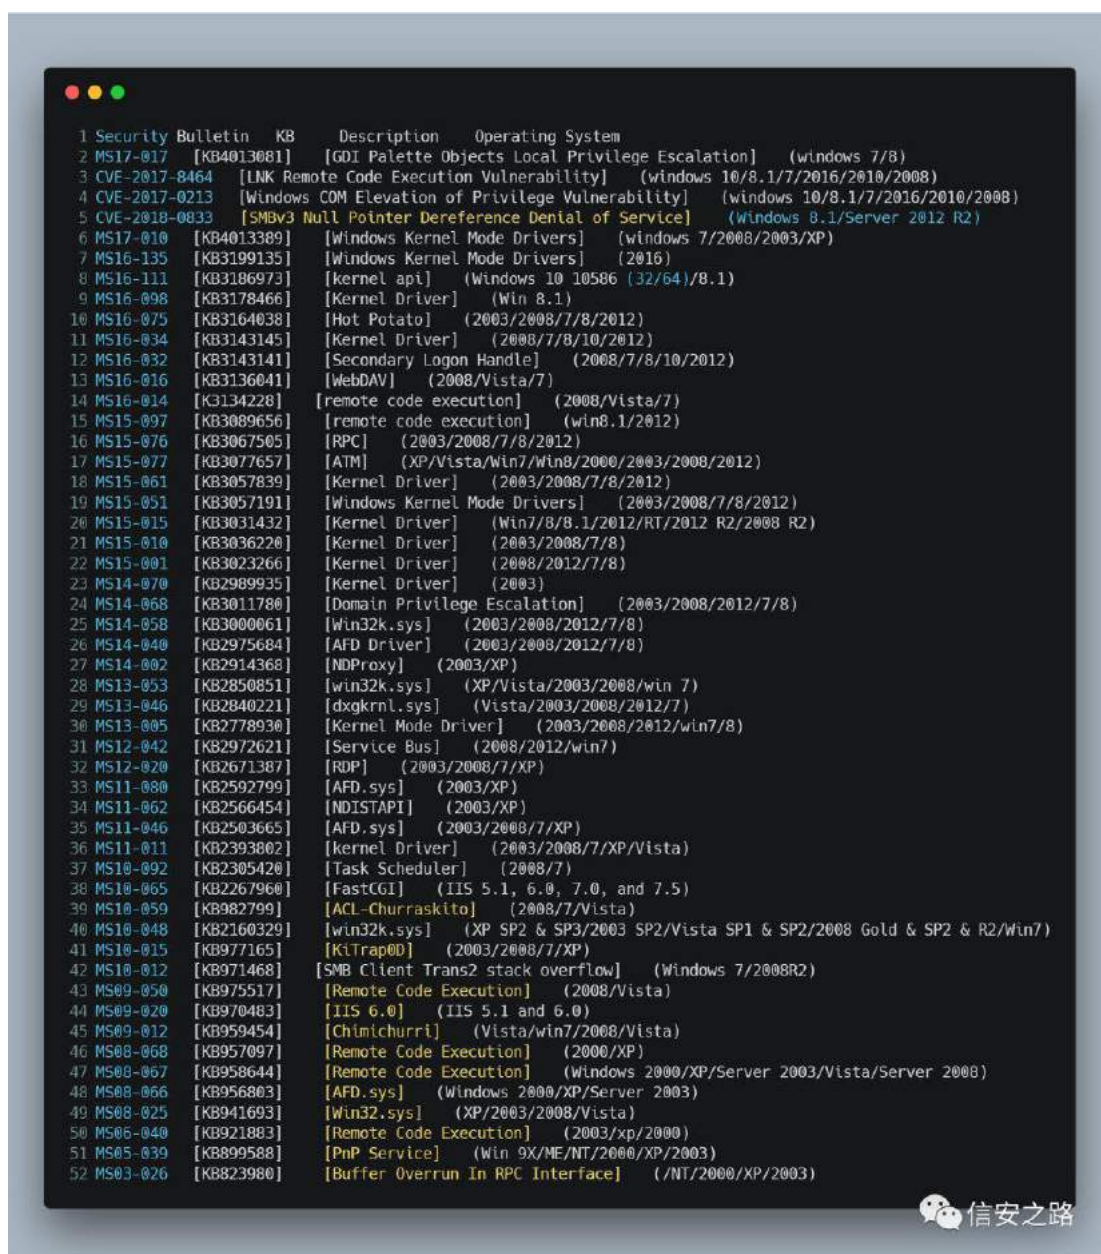 1 Security Bulletin KB Description Operating System
2 MS17-017 [KB4013081] [GDI Palette Objects Local Privilege Escalation] (windows 7/8)
3 CVE-2017-8464 [LNK Remote Code Execution Vulnerability] (windows 10/8.1/7/2016/2010/2008)
4 CVE-2017-0213 [Windows COM Elevation of Privilege Vulnerability] (windows 10/8.1/7/2016/2010/2008)
5 CVE-2018-0833 [SMBv3 Null Pointer Dereference Denial of Service] (Windows 8.1/Server 2012 R2)
6 MS17-010 [KB4013389] [Windows Kernel Mode Drivers] (windows 7/2008/2003/XP)
7 MS16-135 [KB3199135] [Windows Kernel Mode Drivers] (2016)
8 MS16-111 [KB3186973] [kernel api] (Windows 10 10586 (32/64)/8.1)
9 MS16-098 [KB3178466] [Kernel Driver] (Win 8.1)
10 MS16-075 [KB3164038] [Hot Potato] (2003/2008/7/8/2012)
11 MS16-034 [KB3143145] [Kernel Driver] (2008/7/8/10/2012)
12 MS16-032 [KB3143141] [Secondary Logon Handle] (2008/7/8/10/2012)
13 MS16-016 [KB3136041] [WebDAV] (2008/Vista/7)
14 MS16-014 [K3134228] [remote code execution] (2008/Vista/7)
15 MS15-097 [KB3089656] [remote code execution] (win8.1/2012)
16 MS15-076 [KB3067505] [RPC] (2003/2008/7/8/2012)
17 MS15-077 [KB3077657] [ATM] (XP/Vista/Win7/Win8/2000/2003/2008/2012)
18 MS15-061 [KB3057839] [Kernel Driver] (2003/2008/7/8/2012)
19 MS15-051 [KB3057191] [Windows Kernel Mode Drivers] (2003/2008/7/8/2012)
20 MS15-015 [KB3031432] [Kernel Driver] (Win7/8/8.1/2012/RT/2012 R2/2008 R2)
21 MS15-010 [KB3036220] [Kernel Driver] (2003/2008/7/8)
22 MS15-001 [KB3023266] [Kernel Driver] (2008/2012/7/8)
23 MS14-070 [KB2989935] [Kernel Driver] (2003)
24 MS14-068 [KB3011780] [Domain Privilege Escalation] (2003/2008/2012/7/8)
25 MS14-058 [KB3000061] [Win32k.sys] (2003/2008/2012/7/8)
26 MS14-040 [KB2975684] [AFD Driver] (2003/2008/2012/7/8)
27 MS14-002 [KB2914368] [NDProxy] (2003/XP)
28 MS13-053 [KB2850851] [win32k.sys] (XP/Vista/2003/2008/win 7)
29 MS13-046 [KB2840221] [dxgkrnl.sys] (Vista/2003/2008/2012/7)
30 MS13-005 [KB2778930] [Kernel Mode Driver] (2003/2008/2012/win7/8)
31 MS12-042 [KB2972621] [Service Bus] (2008/2012/win7)
32 MS12-020 [KB2671387] [RDP] (2003/2008/7/XP)
33 MS11-080 [KB2592799] [AFD.sys] (2003/XP)
34 MS11-062 [KB2566454] [NDISTAPI] (2003/XP)
35 MS11-046 [KB2503665] [AFD.sys] (2003/2008/7/XP)
36 MS11-011 [KB2393802] [kernel Driver] (2003/2008/7/XP/Vista)
37 MS10-092 [KB2305420] [Task Scheduler] (2008/7)
38 MS10-065 [KB2267960] [FastCGI] (IIS 5.1, 6.0, 7.0, and 7.5)
39 MS10-059 [KB982799] [ACL-Churraskito] (2008/7/Vista)
40 MS10-048 [KB2160329] [win32k.sys] (XP SP2 & SP3/2003 SP2/Vista SP1 & SP2/2008 Gold & SP2 & R2/Win7)
41 MS10-015 [KB977165] [KiTrap0D] (2003/2008/7/XP)
42 MS10-012 [KB971468] [SMB Client Trans2 stack overflow] (Windows 7/2008R2)
43 MS09-050 [KB975517] [Remote Code Execution] (2008/Vista)
44 MS09-020 [KB970483] [IIS 6.0] (IIS 5.1 and 6.0)
45 MS09-012 [KB959454] [Chimichurri] (Vista/win7/2008/Vista)
46 MS08-068 [KB957097] [Remote Code Execution] (2000/XP)
47 MS08-067 [KB958644] [Remote Code Execution] (Windows 2000/XP/Server 2003/Vista/Server 2008)
48 MS08-066 [KB956803] [AFD.sys] (Windows 2000/XP/Server 2003)
49 MS08-025 [KB941693] [Win32.sys] (XP/2003/2008/Vista)
50 MS06-040 [KB921883] [Remote Code Execution] (2003/xp/2000)
51 MS05-039 [KB899588] [PnP Service] (Win 9X/ME/NT/2000/XP/2003)
52 MS03-026 [KB823980] [Buffer Overrun In RPC Interface] (/NT/2000/XP/2003)
信安之路